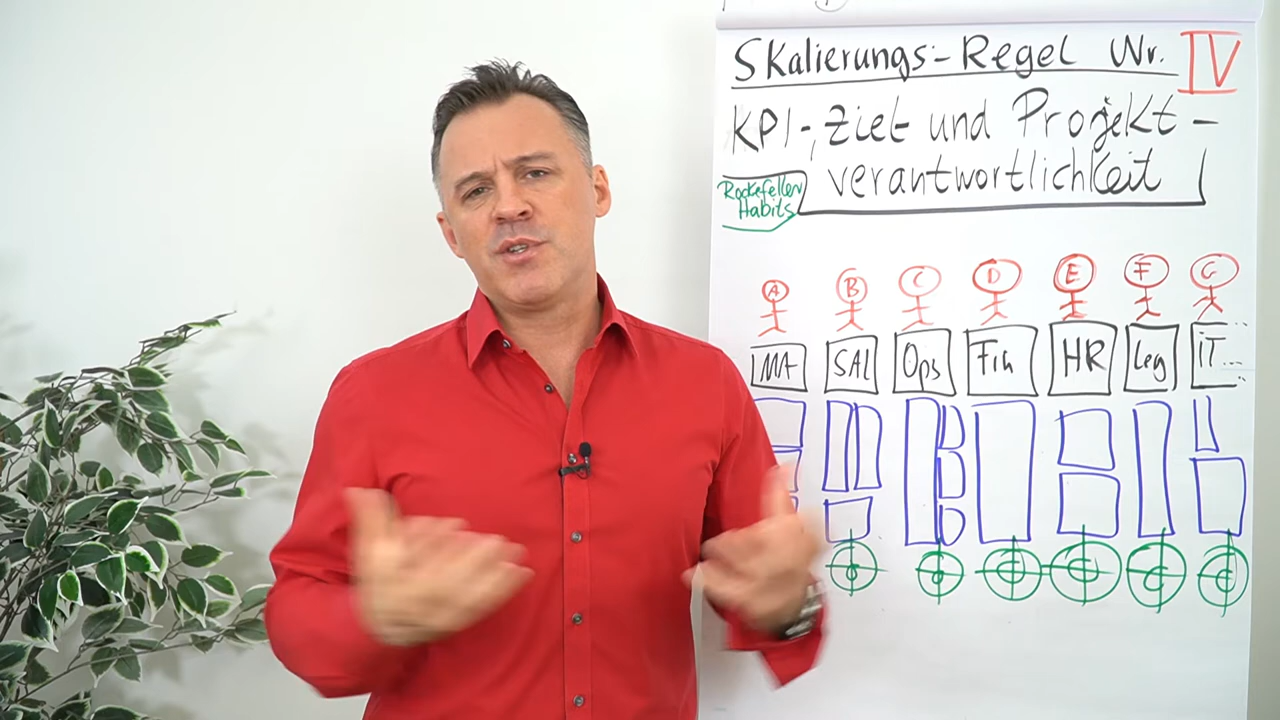 Skalierungs-Regel Nr. IV
KPI-, Ziel und Projekt-
verantwortlichkeit
Rockefeller
Habits
A B C D E F G
MA SAL Ops Fin HR Leg iT...